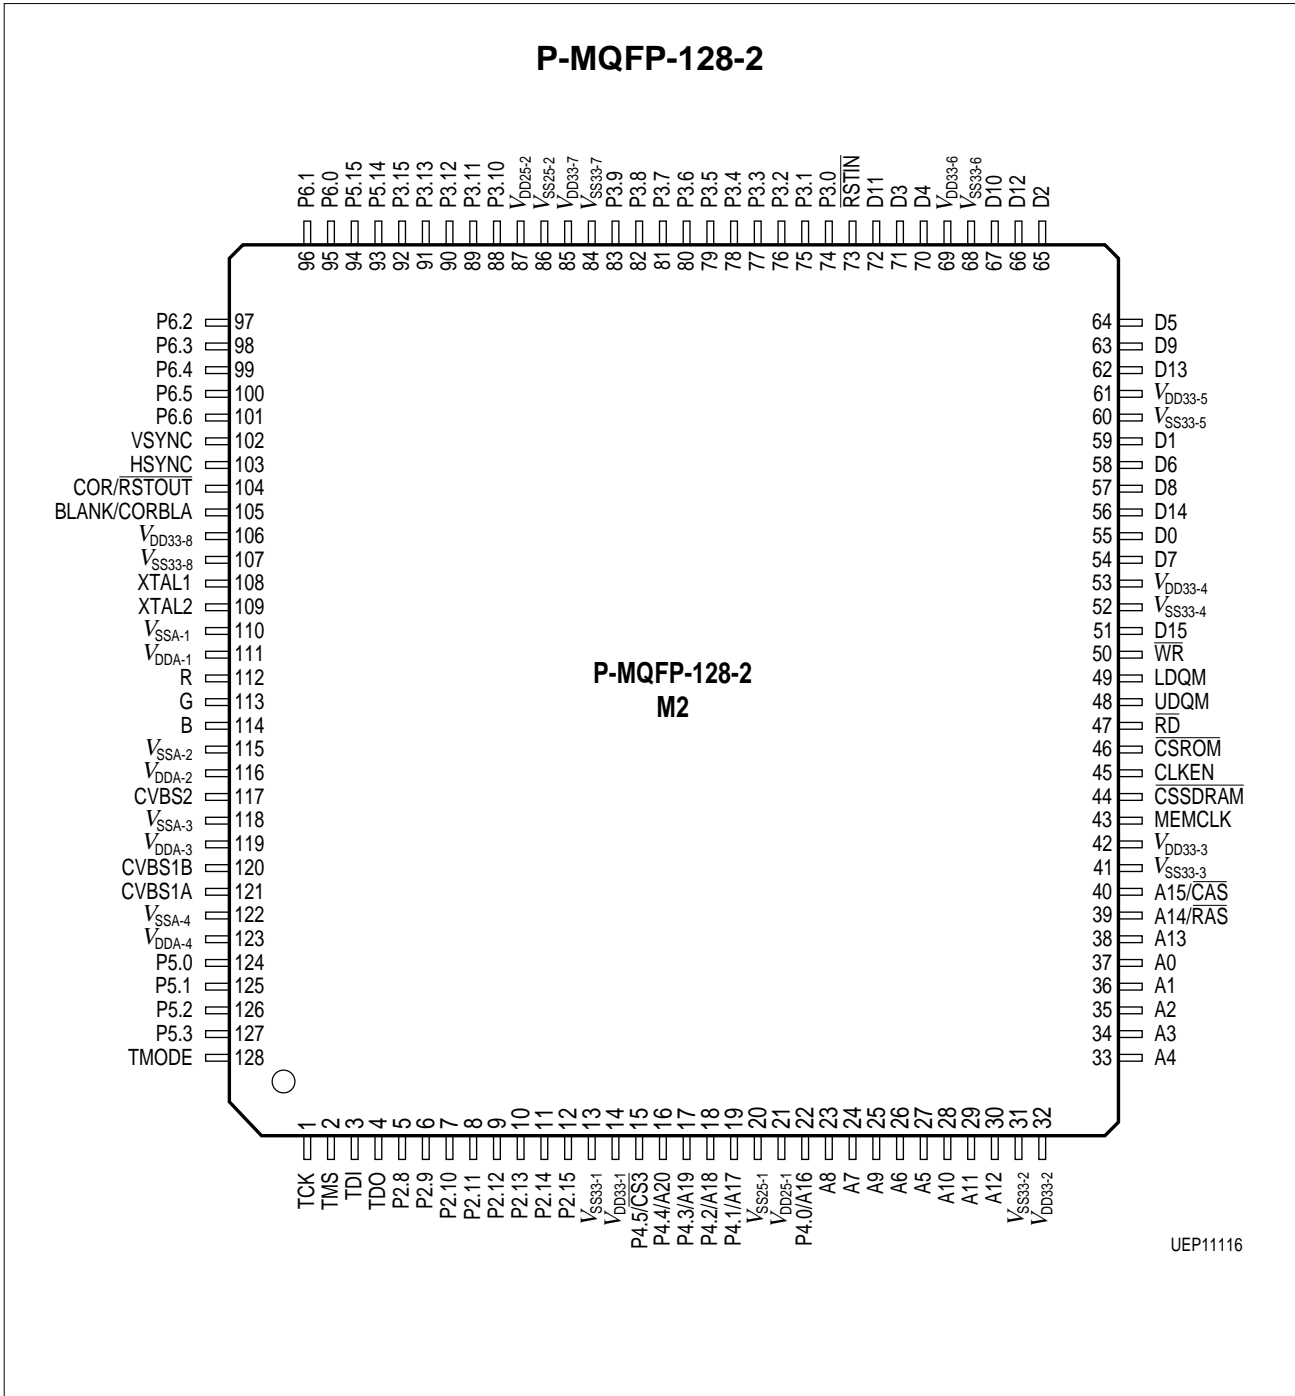 P-MQFP-128-2
96 P6.1
95 P6.0
94 P5.15
93 P5.14
92 P3.15
91 P3.13
90 P3.12
89 P3.11
88 P3.10
87 VDD25-2
86 VSS25-2
85 VDD33-7
84 VSS33-7
83 P3.9
82 P3.8
81 P3.7
80 P3.6
79 P3.5
78 P3.4
77 P3.3
76 P3.2
75 P3.1
74 P3.0
73 RSTIN
72 D11
71 D3
70 D4
69 VDD33-6
68 VSS33-6
67 D10
66 D12
65 D2
P6.2 97
P6.3 98
P6.4 99
P6.5 100
P6.6 101
VSYNC 102
HSYNC 103
COR/RSTOUT 104
BLANK/CORBLA 105
VDD33-8 106
VSS33-8 107
XTAL1 108
XTAL2 109
VSSA-1 110
VDDA-1 111
R 112
G 113
B 114
VSSA-2 115
VDDA-2 116
CVBS2 117
VSSA-3 118
VDDA-3 119
CVBS1B 120
CVBS1A 121
VSSA-4 122
VDDA-4 123
P5.0 124
P5.1 125
P5.2 126
P5.3 127
TMODE 128
P-MQFP-128-2
M2
64 D5
63 D9
62 D13
61 VDD33-5
60 VSS33-5
59 D1
58 D6
57 D8
56 D14
55 D0
54 D7
53 VDD33-4
52 VSS33-4
51 D15
50 WR
49 LDQM
48 UDQM
47 RD
46 CSROM
45 CLKEN
44 CSSDRAM
43 MEMCLK
42 VDD33-3
41 VSS33-3
40 A15/CAS
39 A14/RAS
38 A13
37 A0
36 A1
35 A2
34 A3
33 A4
TCK 1
TMS 2
TDI 3
TDO 4
P2.8 5
P2.9 6
P2.10 7
P2.11 8
P2.12 9
P2.13 10
P2.14 11
P2.15 12
VSS33-1 13
VDD33-1 14
P4.5/CS3 15
P4.4/A20 16
P4.3/A19 17
P4.2/A18 18
P4.1/A17 19
VSS25-1 20
VDD25-1 21
P4.0/A16 22
A8 23
A7 24
A9 25
A6 26
A5 27
A10 28
A11 29
A12 30
VSS33-2 31
VDD33-2 32
UEP11116